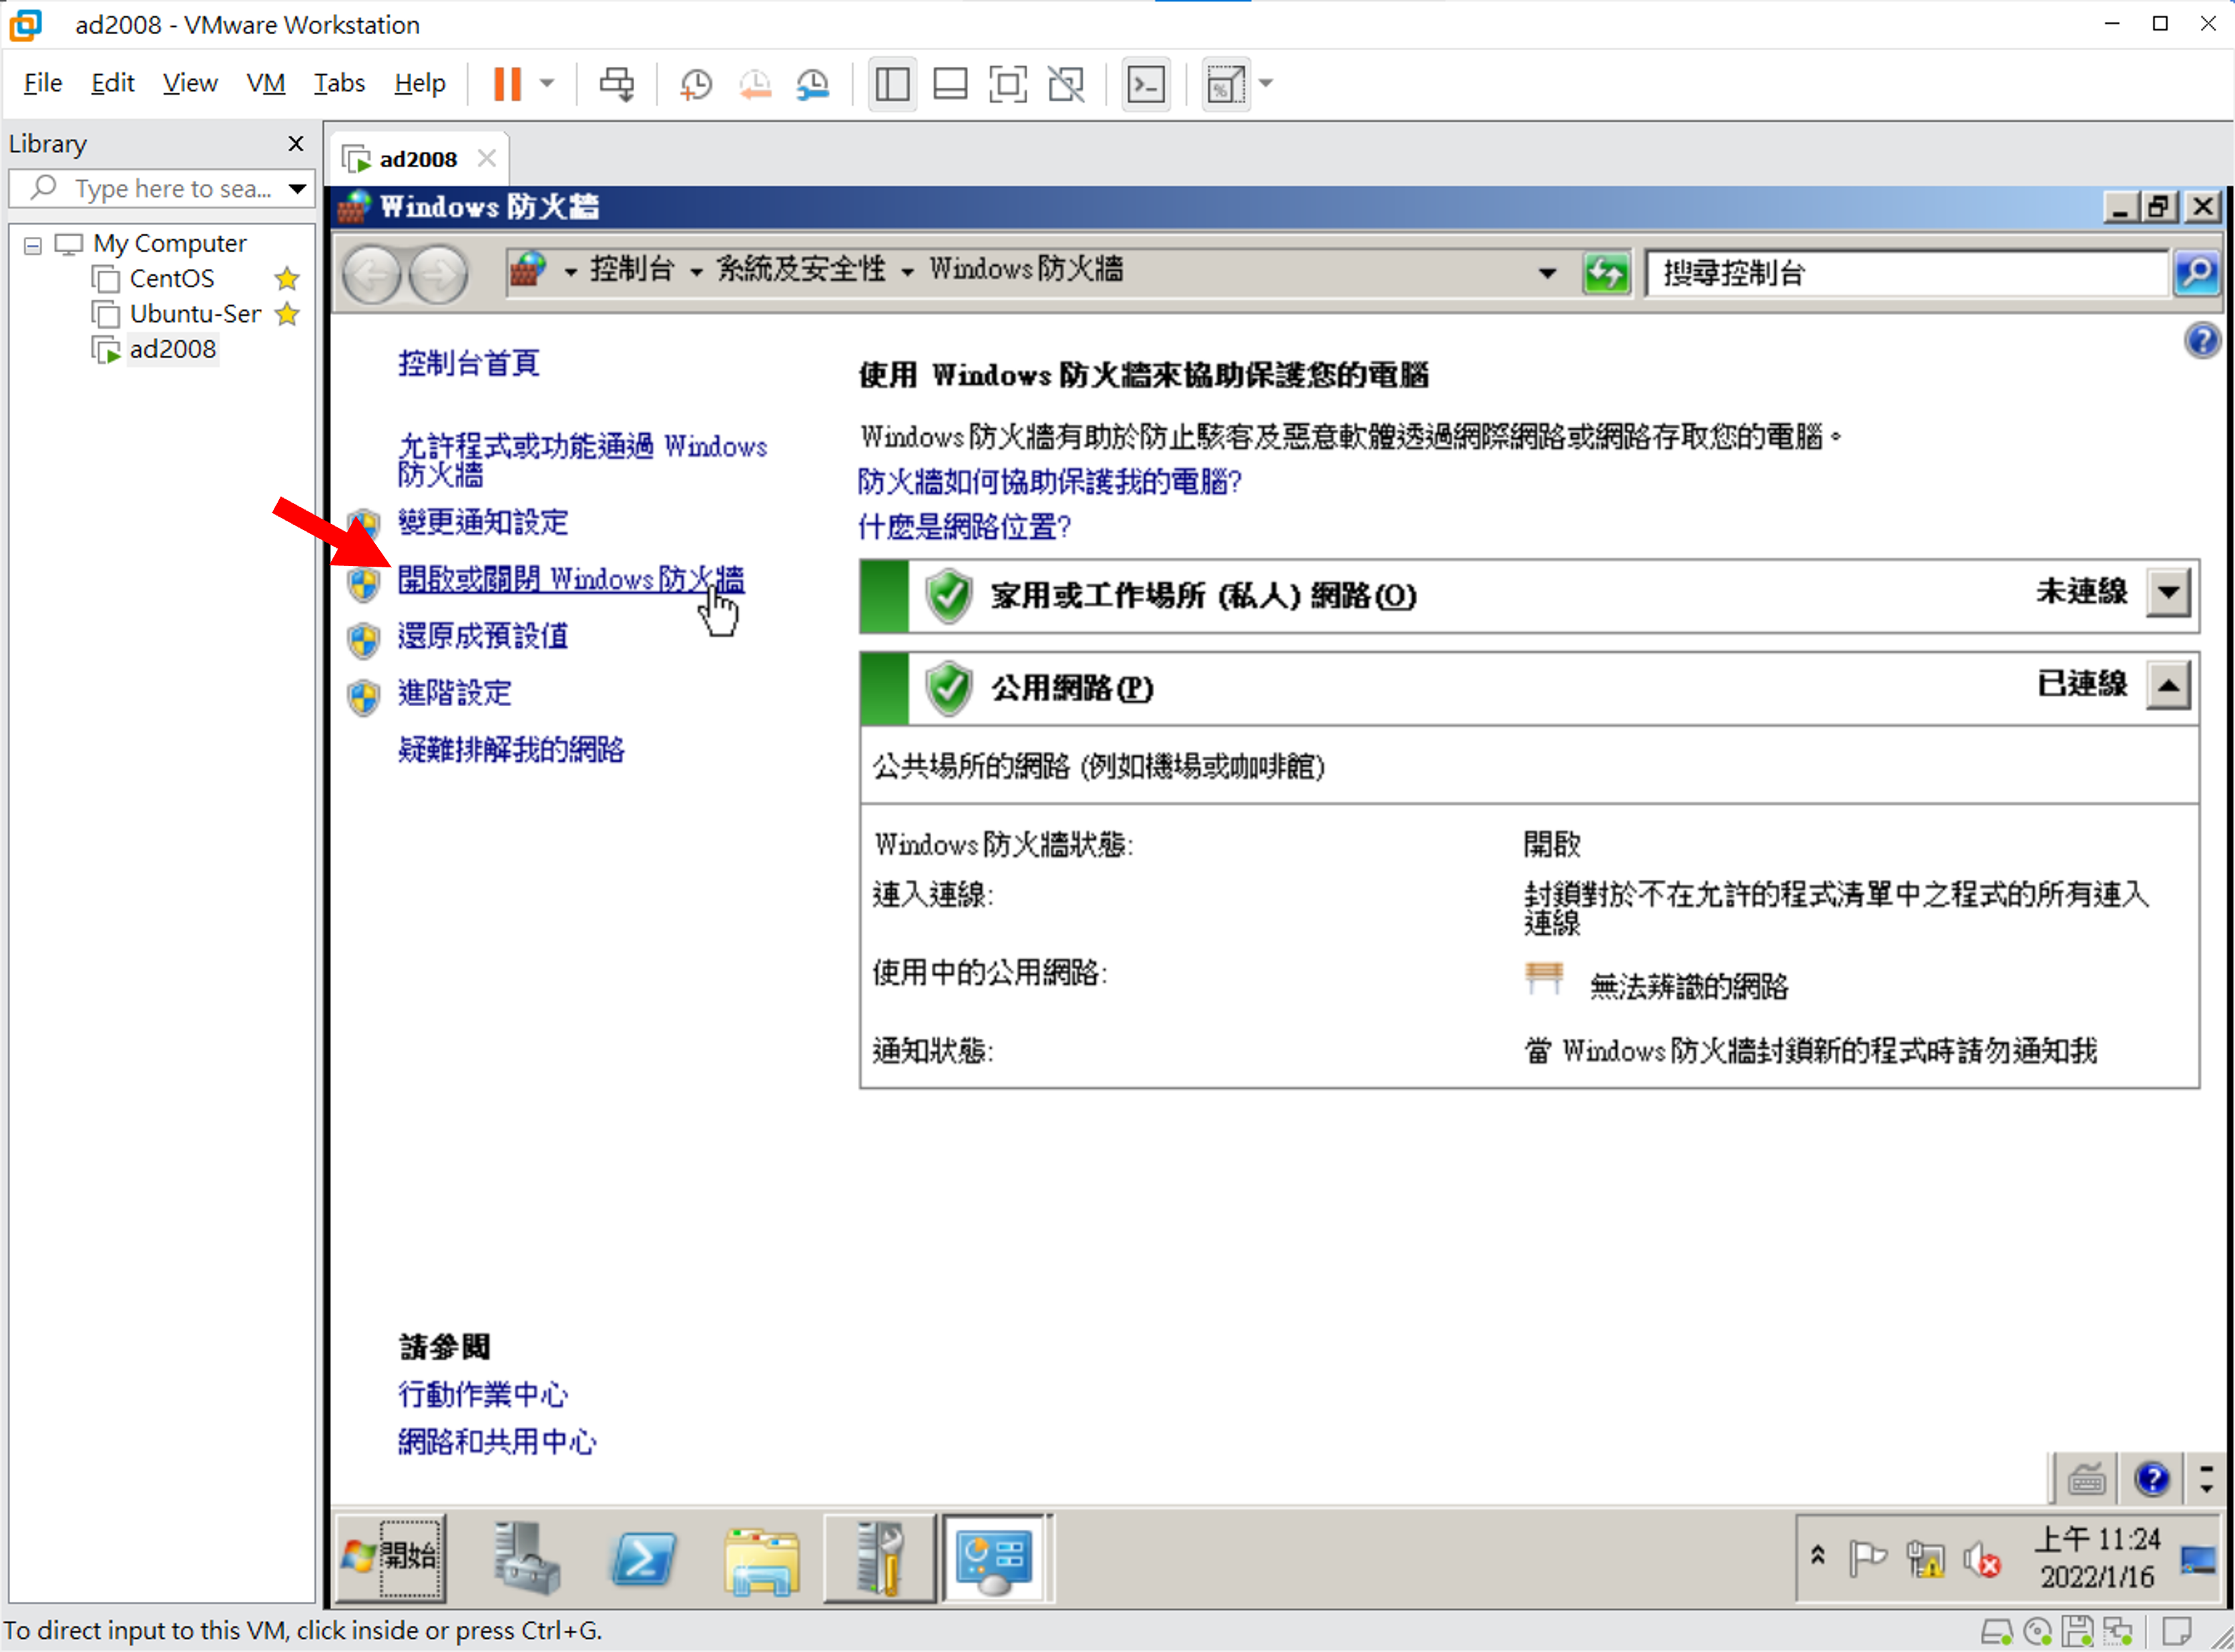 ad2008 - VMware Workstation
File Edit View VM Tabs Help
Library
Type here to sea...
My Computer
CentOS
Ubuntu-Ser
ad2008
ad2008
Windows 防火牆
控制台 系統及安全性 Windows 防火牆
搜尋控制台
控制台首頁
允許程式或功能通過 Windows
防火牆
變更通知設定
開啟或關閉 Windows 防火牆
還原成預設值
進階設定
疑難排解我的網路
使用 Windows 防火牆來協助保護您的電腦
Windows 防火牆有助於防止駭客及惡意軟體透過網際網路或網路存取您的電腦。
防火牆如何協助保護我的電腦?
什麼是網路位置?
家用或工作場所 (私人) 網路(O) 未連線
公用網路(P) 已連線
公共場所的網路 (例如機場或咖啡館)
Windows 防火牆狀態: 開啟
連入連線: 封鎖對於不在允許的程式清單中之程式的所有連入
連線
使用中的公用網路: 無法辨識的網路
通知狀態: 當 Windows 防火牆封鎖新的程式時請勿通知我
請參閱
行動作業中心
網路和共用中心
開始
上午 11:24
2022/1/16
To direct input to this VM, click inside or press Ctrl+G.